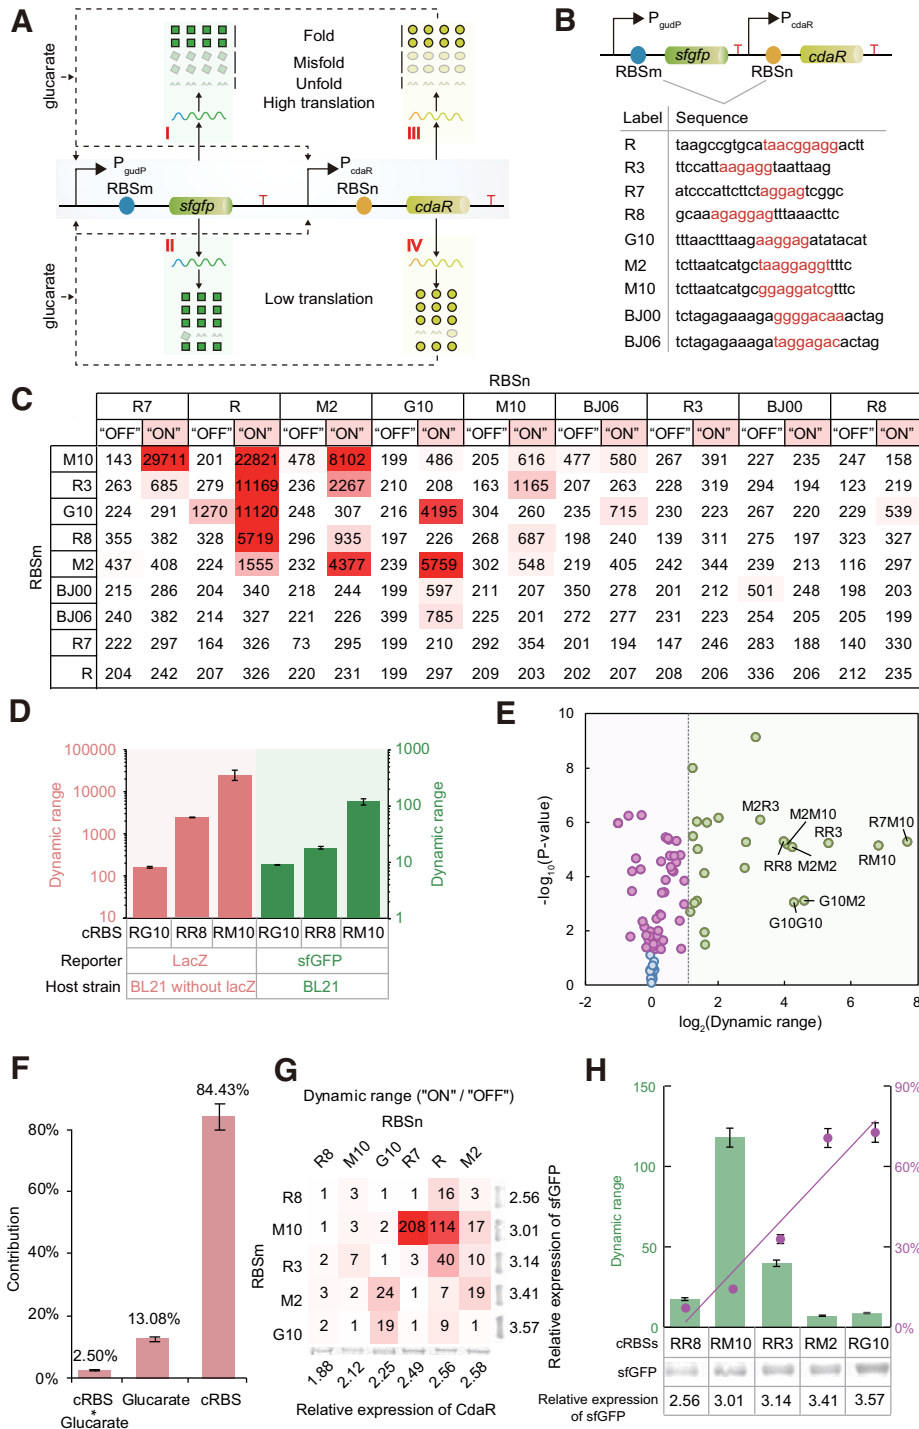 A
glucarate
Fold
Misfold
Unfold
High translation
I
III
PgudP
RBSm
sfgfp
T
PcdaR
RBSn
cdaR
T
II
IV
glucarate
Low translation
B
PgudP
PcdaR
sfgfp
T
cdaR
T
RBSm
RBSn
Label Sequence
R taagccgtgcataacggaggactt
R3 ttccattaagaggtaattaag
R7 atcccattcttctaggagtcggc
R8 gcaaagaggagtttaaacttc
G10 tttaactttaagaaggagatatacat
M2 tcttaatcatgctaaggaggttttc
M10 tcttaatcatgcggaggatcgtttc
BJ00 tctagagaaagaggggacaaactag
BJ06 tctagagaaagataggagacactag
C
RBSn
R7 R M2 G10 M10 BJ06 R3 BJ00 R8
“OFF” “ON” “OFF” “ON” “OFF” “ON” “OFF” “ON” “OFF” “ON” “OFF” “ON” “OFF” “ON” “OFF” “ON” “OFF” “ON”
RBSm
M10 143 29711 201 22821 478 8102 199 486 205 616 477 580 267 391 227 235 247 158
R3 263 685 279 11169 236 2267 210 208 163 1165 207 263 228 319 294 194 123 219
G10 224 291 1270 11120 248 307 216 4195 304 260 235 715 230 223 267 220 229 539
R8 355 382 328 5719 296 935 197 226 268 687 198 240 139 311 275 197 323 327
M2 437 408 224 1555 232 4377 239 5759 302 548 219 405 242 344 239 213 116 297
BJ00 215 286 204 340 218 244 199 597 211 207 350 278 201 212 501 248 198 203
BJ06 240 382 214 327 221 226 399 785 225 201 272 277 231 223 254 205 205 199
R7 222 297 164 326 73 295 199 210 292 354 201 194 147 246 283 188 140 330
R 204 242 207 326 220 231 199 297 209 203 202 207 208 206 336 206 212 235
D
Dynamic range
100000
10000
1000
100
10
1000
100
10
1
Dynamic range
cRBS RG10 RR8 RM10 RG10 RR8 RM10
Reporter LacZ sfGFP
Host strain BL21 without lacZ BL21
E
-log10(P-value)
10
8
6
4
2
0
M2R3
M2M10
RR3
R7M10
RR8
M2M2
RM10
G10M2
G10G10
-2 0 2 4 6 8
log2(Dynamic range)
F
Contribution
80%
60%
40%
20%
0%
84.43%
13.08%
2.50%
cRBS
*
Glucarate
Glucarate
cRBS
G
Dynamic range ("ON" / "OFF")
RBSn
R8 M10 G10 R7 R M2
RBSm
R8 1 3 1 1 16 3 2.56
M10 1 3 2 208 114 17 3.01
R3 2 7 1 3 40 10 3.14
M2 3 2 24 1 7 19 3.41
G10 2 1 19 1 9 1 3.57
Relative expression of sfGFP
1.88 2.12 2.25 2.49 2.56 2.58
Relative expression of CdaR
H
Dynamic range
150
100
50
0
90%
60%
30%
0%
cRBSs RR8 RM10 RR3 RM2 RG10
sfGFP
Relative expression 2.56 3.01 3.14 3.41 3.57
of sfGFP